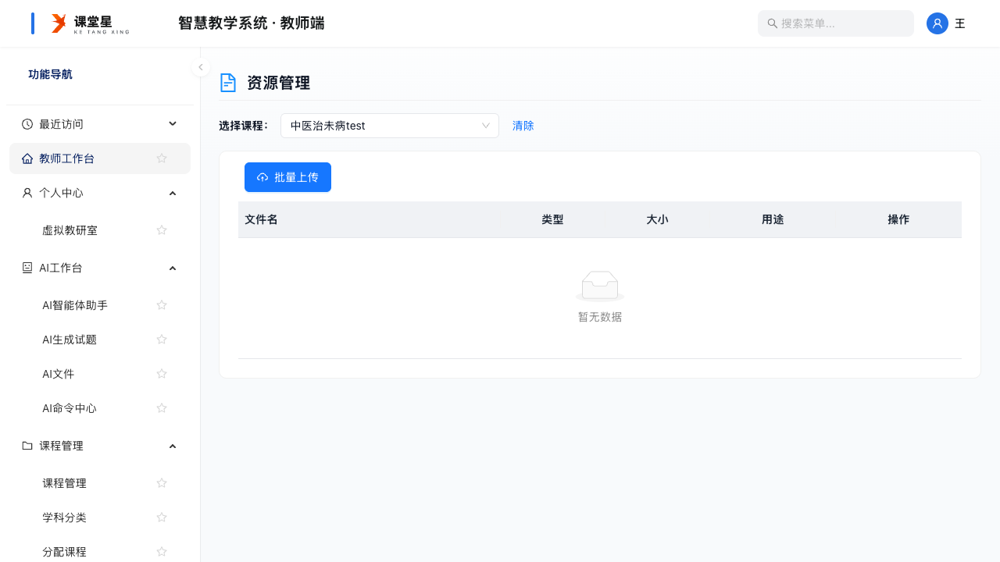 课堂星
KE TANG XING
智慧教学系统 · 教师端
搜索菜单...
王
功能导航
最近访问
教师工作台
个人中心
虚拟教研室
AI工作台
AI智能体助手
AI生成试题
AI文件
AI命令中心
课程管理
课程管理
学科分类
分配课程
资源管理
选择课程：
中医治未病test
清除
批量上传
文件名 类型 大小 用途 操作
暂无数据